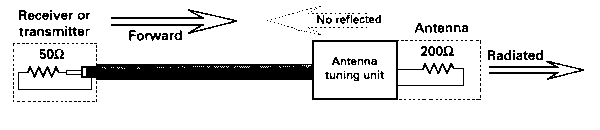 Receiver or
transmitter
50Ω
Forward
No reflected
Antenna
tuning unit
Antenna
200Ω
Radiated